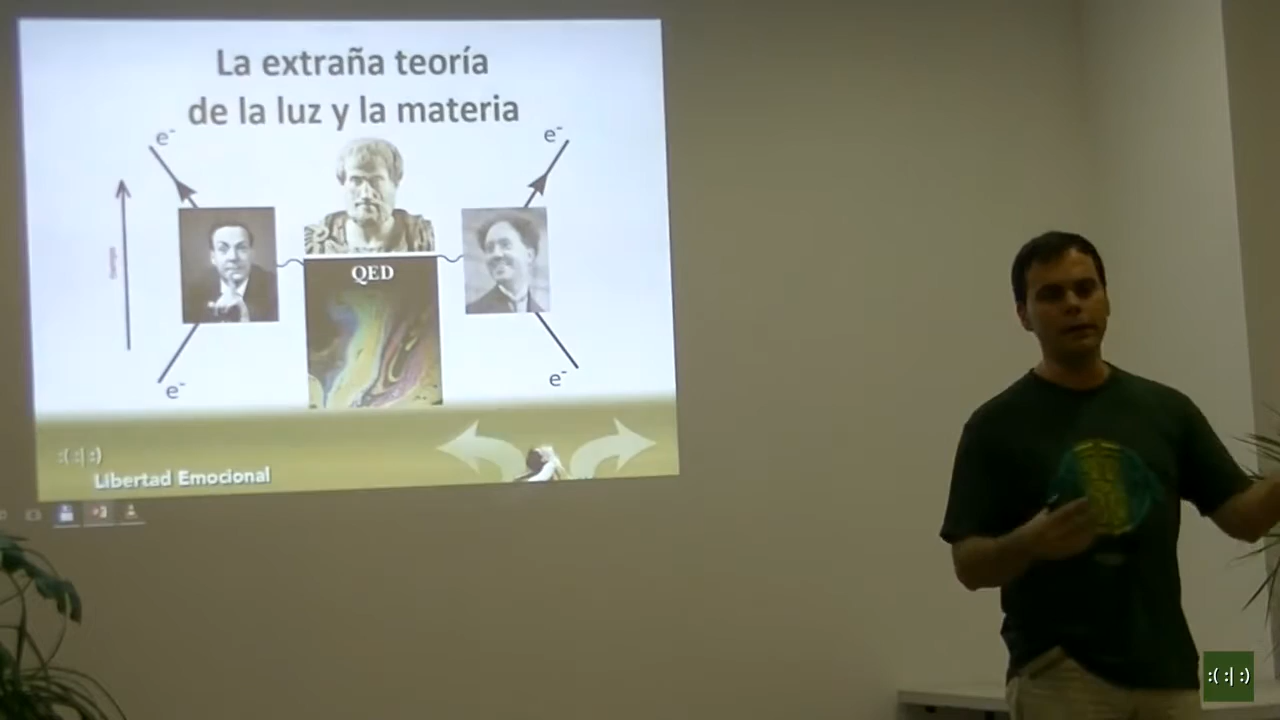 La extraña teoría
de la luz y la materia
e-
e-
QED
e-
e-
:(:|:)
Libertad Emocional
:(:|:)